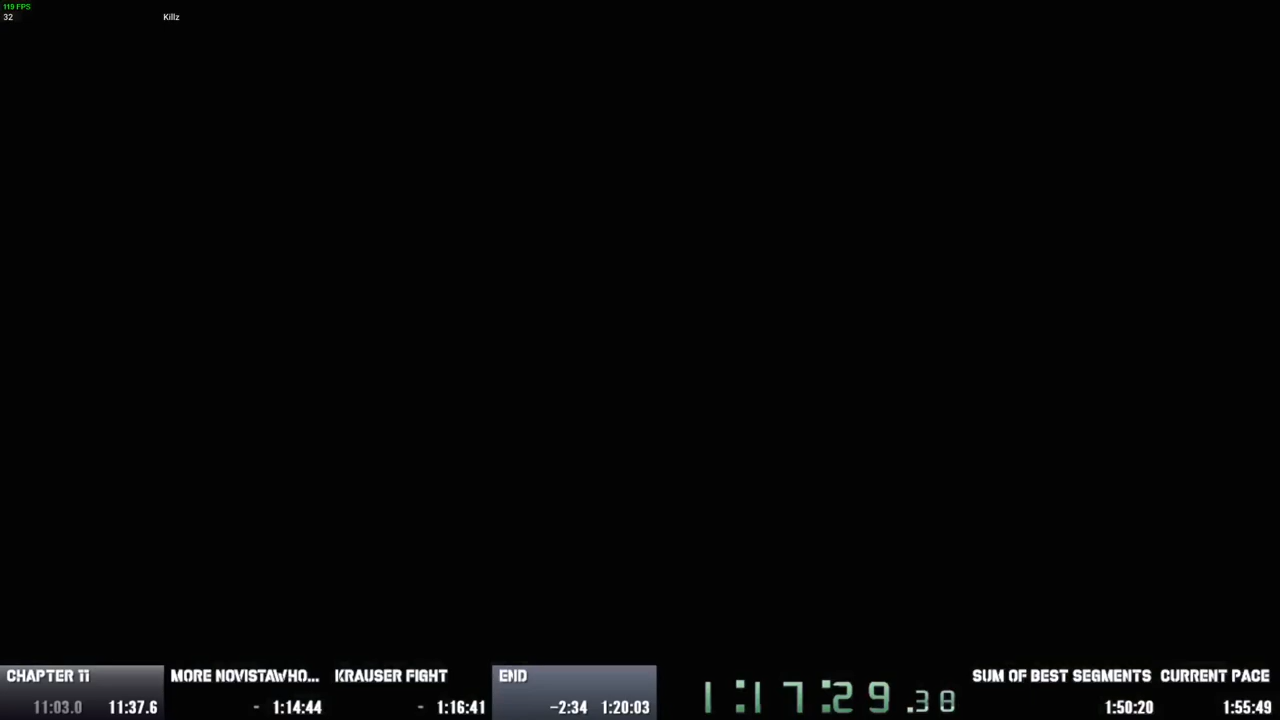 119 FPS
32 Killz
CHAPTER 11 MORE NOVISTAWHO... KRAUSER FIGHT END SUM OF BEST SEGMENTS CURRENT PACE
11:03.0 11:37.6 - 1:14:44 - 1:16:41 -2:34 1:20:03 1:17:29.38 1:50:20 1:55:49